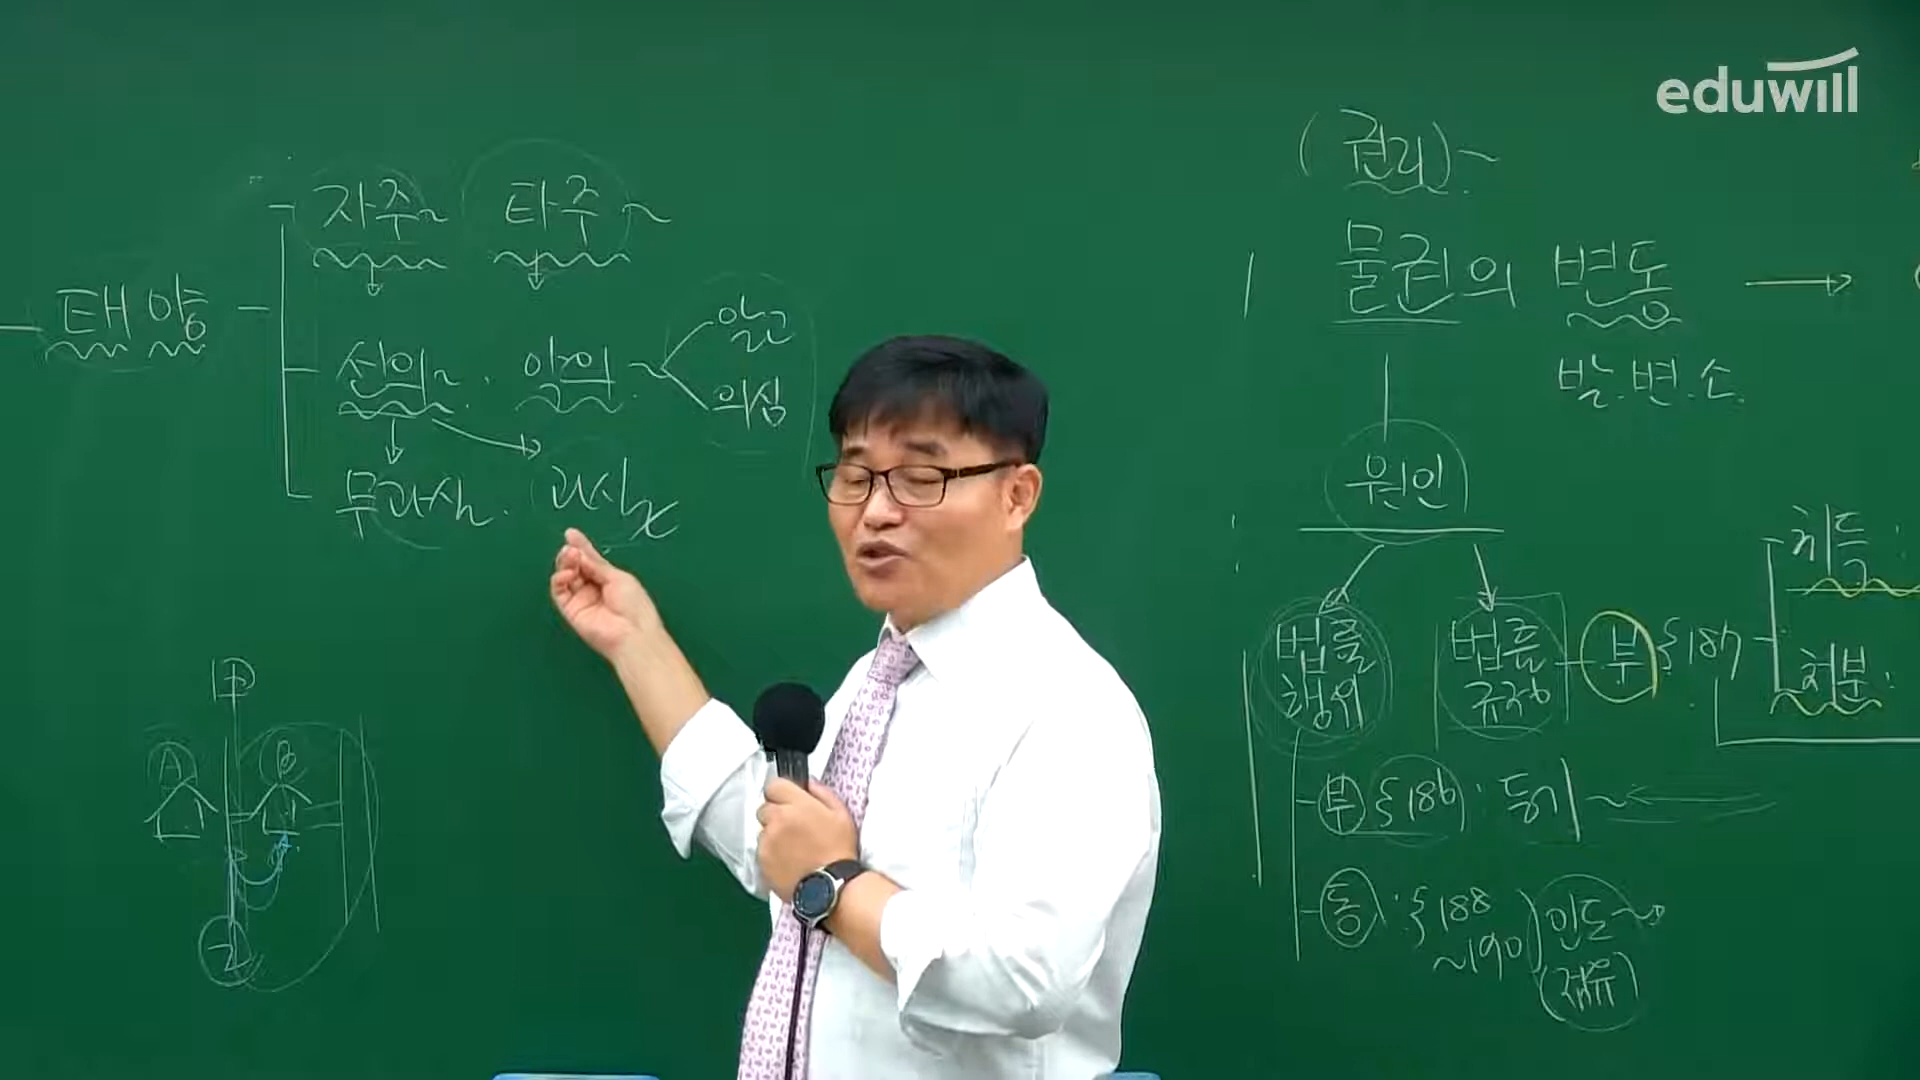 eduwill
자주~ 타주~
태양
선의~. 악의.
알고
의심
무과실. 과실x
甲
A B
乙
(권리)~
물권의 변동 →
발.변.소.
원인
법률행위
법률규정 - 부 §187
취득:
처분:
부 §186: 등기~
동: §188~190 인도~
(점유)